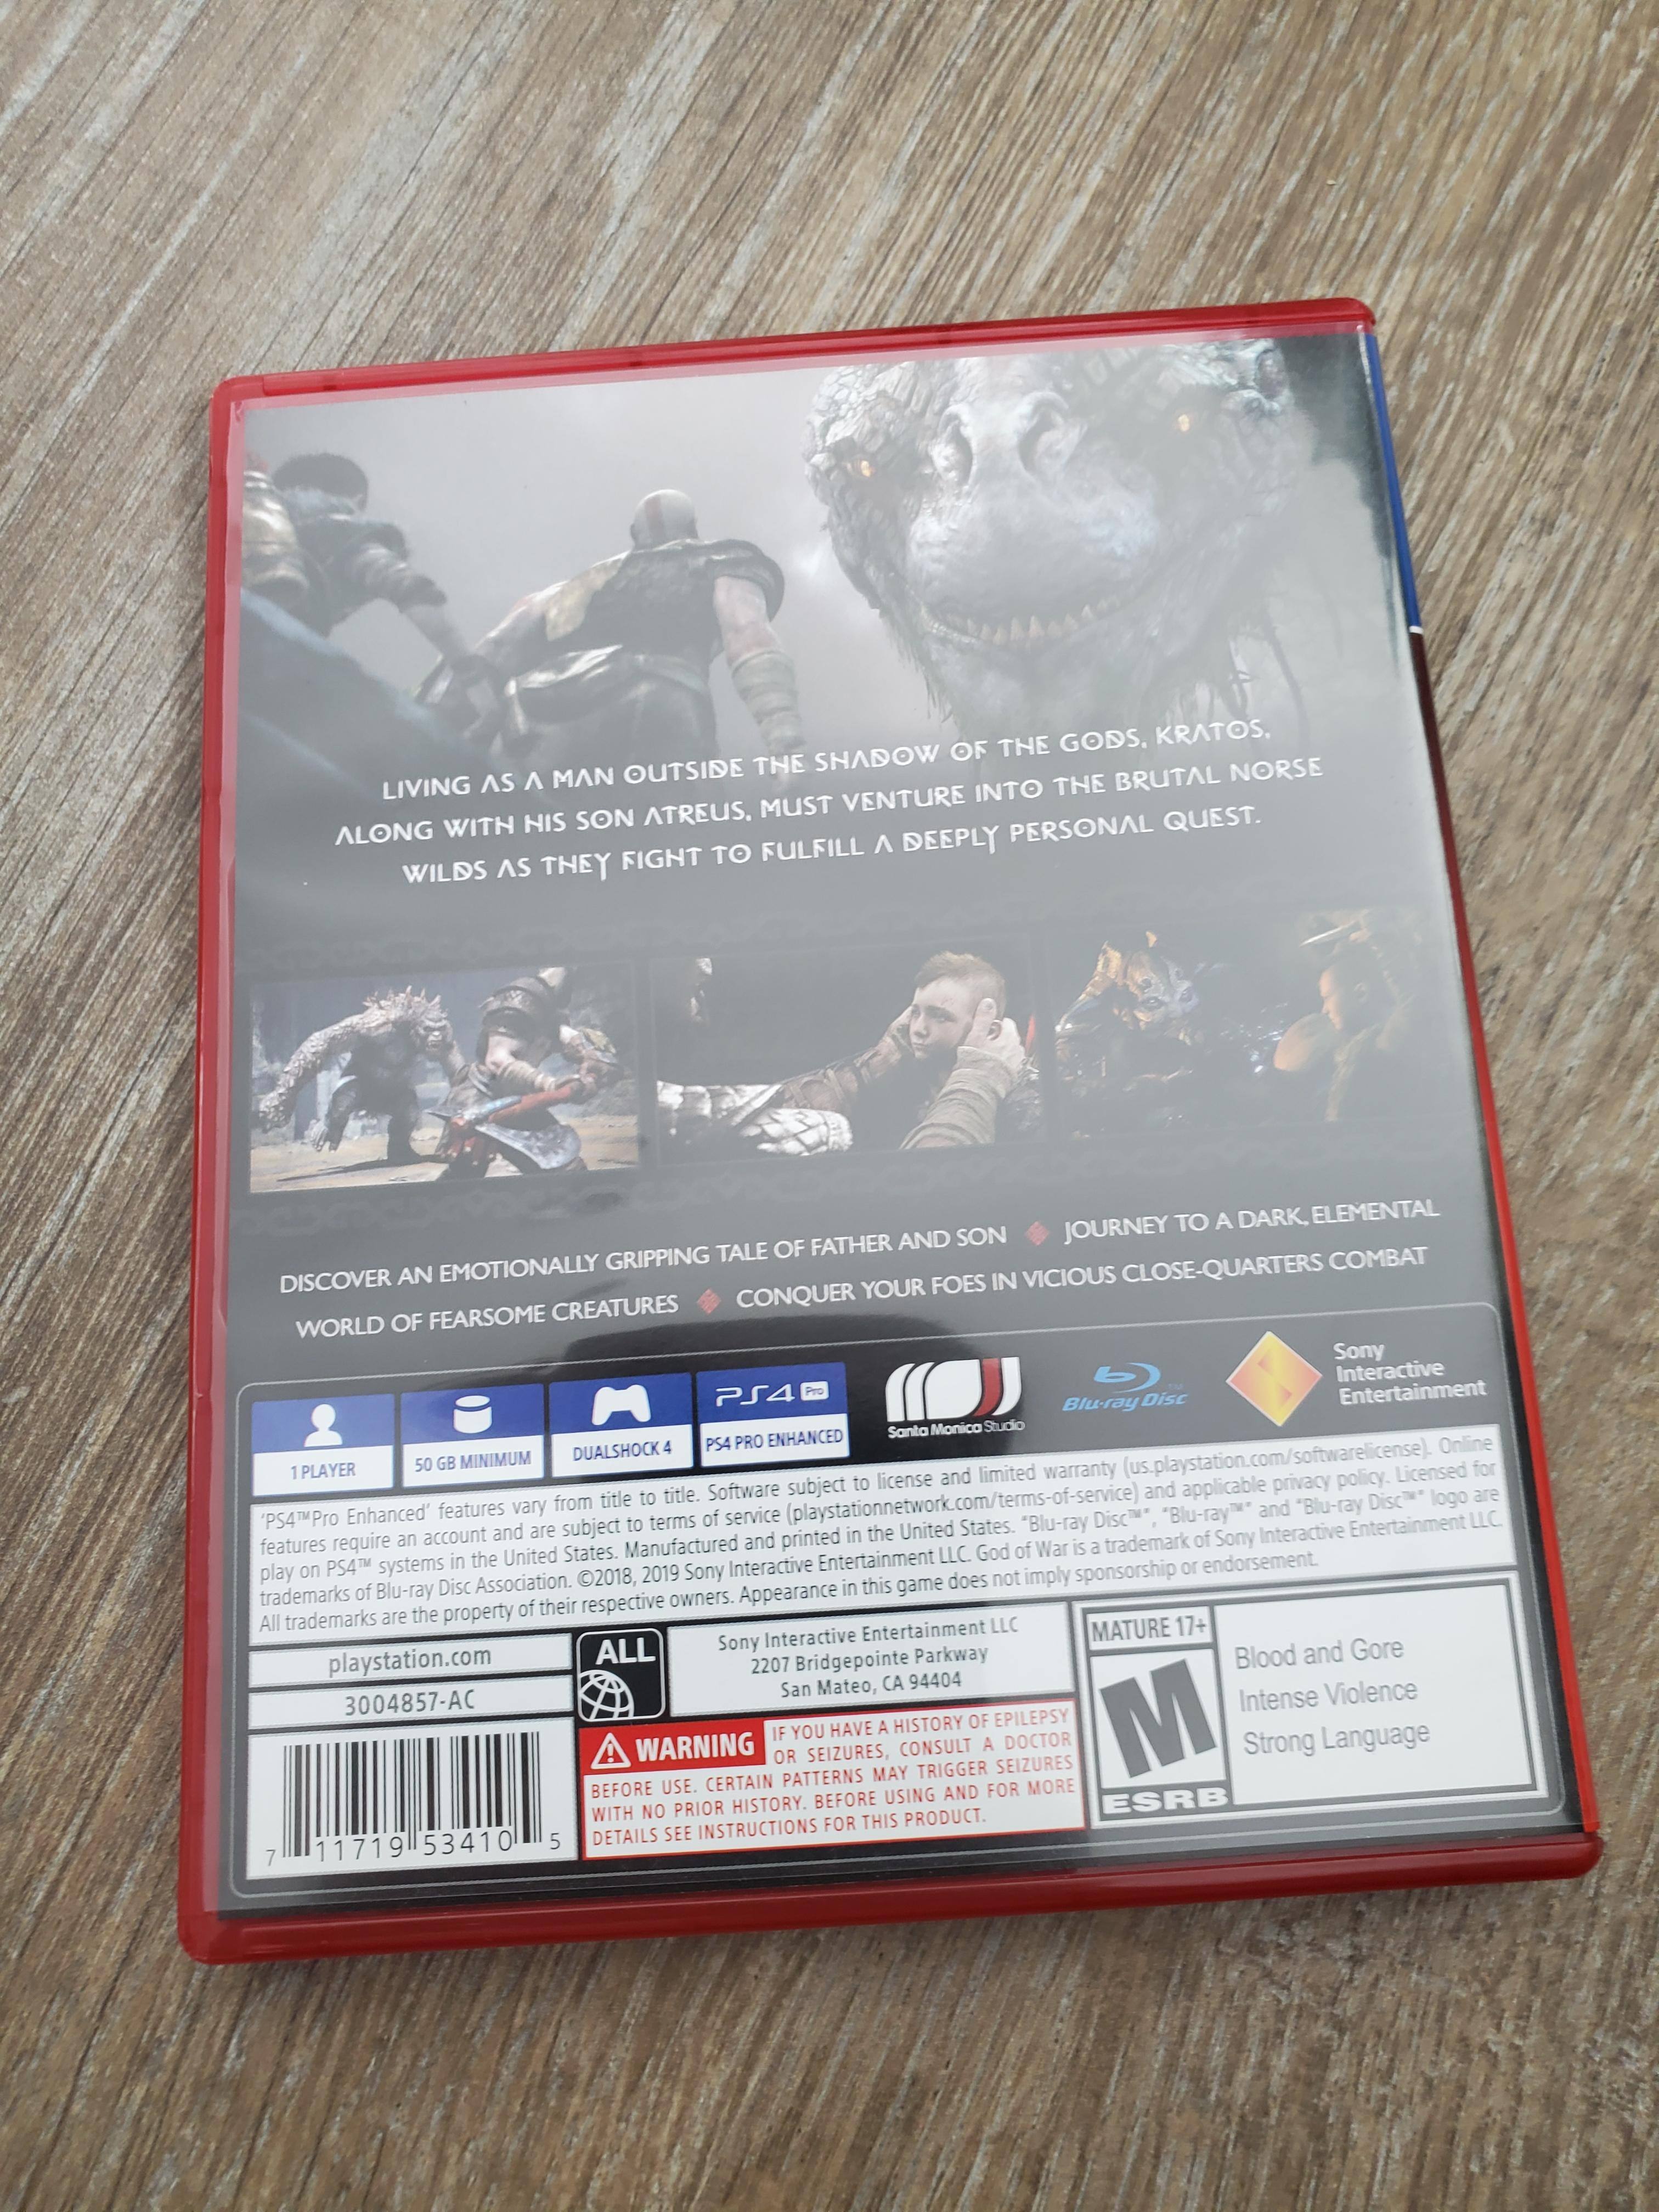 LIVING AS A MAN OUTSIDE THE SHADOW OF THE GODS, KRATOS,
ALONG WITH HIS SON ATREUS, MUST VENTURE INTO THE BRUTAL NORSE
WILDS AS THEY FIGHT TO FULFILL A DEEPLY PERSONAL QUEST.
DISCOVER AN EMOTIONALLY GRIPPING TALE OF FATHER AND SON JOURNEY TO A DARK, ELEMENTAL
WORLD OF FEARSOME CREATURES CONQUER YOUR FOES IN VICIOUS CLOSE-QUARTERS COMBAT
1 PLAYER
50 GB MINIMUM
DUALSHOCK 4
PS4 Pro
PS4 PRO ENHANCED
Santa Monica Studio
Blu-ray Disc™
Sony
Interactive
Entertainment
'PS4™Pro Enhanced' features vary from title to title. Software subject to license and limited warranty (us.playstation.com/softwarelicense). Online
features require an account and are subject to terms of service (playstationnetwork.com/terms-of-service) and applicable privacy policy. Licensed for
play on PS4™ systems in the United States. Manufactured and printed in the United States. "Blu-ray Disc™", "Blu-ray™" and "Blu-ray Disc™" logo are
trademarks of Blu-ray Disc Association. ©2018, 2019 Sony Interactive Entertainment LLC. God of War is a trademark of Sony Interactive Entertainment LLC.
All trademarks are the property of their respective owners. Appearance in this game does not imply sponsorship or endorsement.
playstation.com
3004857-AC
7 11719 53410 5
ALL
Sony Interactive Entertainment LLC
2207 Bridgepointe Parkway
San Mateo, CA 94404
WARNING IF YOU HAVE A HISTORY OF EPILEPSY
OR SEIZURES, CONSULT A DOCTOR
BEFORE USE. CERTAIN PATTERNS MAY TRIGGER SEIZURES
WITH NO PRIOR HISTORY. BEFORE USING AND FOR MORE
DETAILS SEE INSTRUCTIONS FOR THIS PRODUCT.
MATURE 17+
M
ESRB
Blood and Gore
Intense Violence
Strong Language